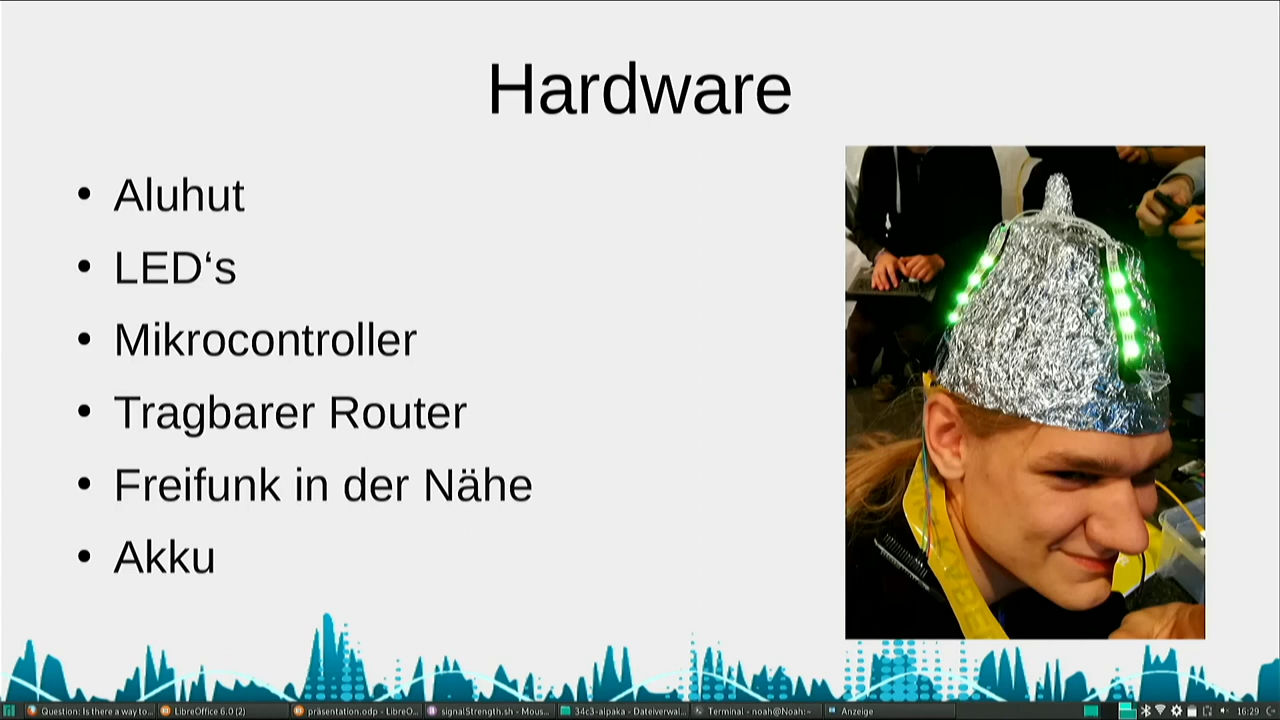 Hardware
• Aluhut
• LED‘s
• Mikrocontroller
• Tragbarer Router
• Freifunk in der Nähe
• Akku
Question: Is there a way to...
LibreOffice 6.0 (2)
präsentation.odp - LibreO...
signalStrength.sh - Mous...
34c3-alpaka - Dateiverwal...
Terminal - noah@Noah:~
Anzeige
16:29